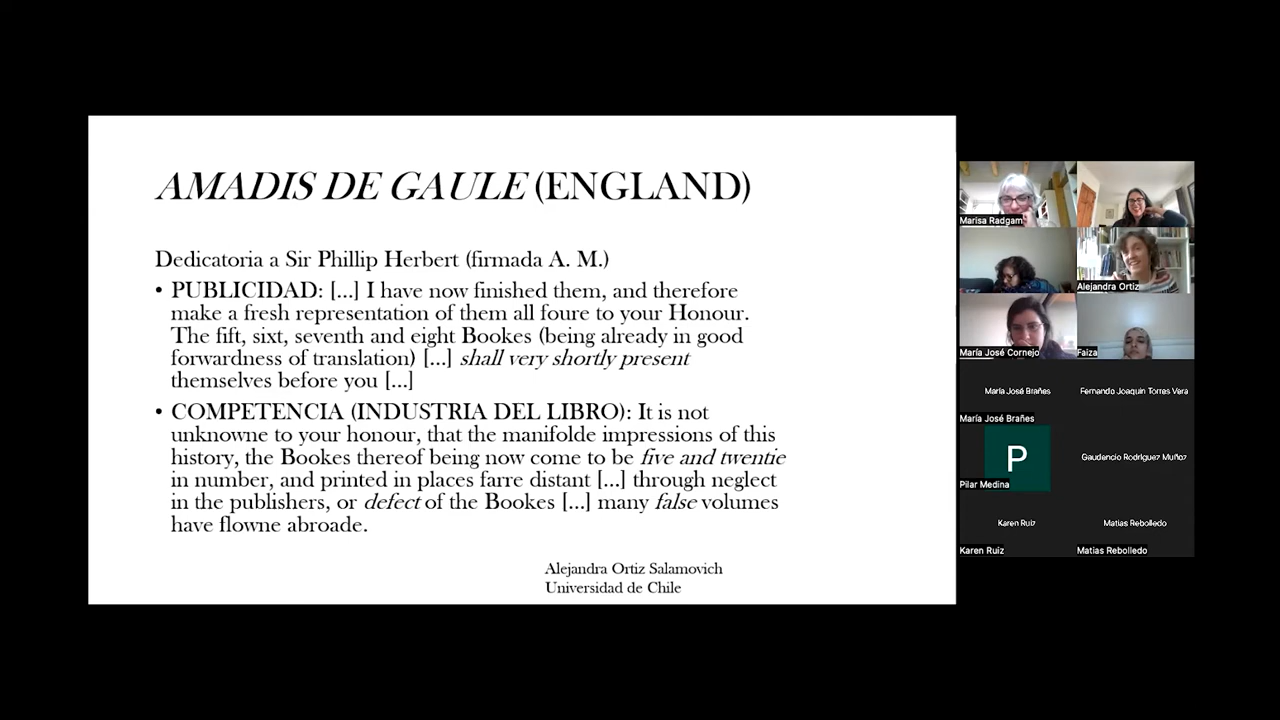 AMADIS DE GAULE (ENGLAND)
Dedicatoria a Sir Phillip Herbert (firmada A. M.)
• PUBLICIDAD: [...] I have now finished them, and therefore
make a fresh representation of them all foure to your Honour.
The fift, sixt, seventh and eight Bookes (being already in good
forwardness of translation) [...] shall very shortly present
themselves before you [...]
• COMPETENCIA (INDUSTRIA DEL LIBRO): It is not
unknowne to your honour, that the manifolde impressions of this
history, the Bookes thereof being now come to be five and twentie
in number, and printed in places farre distant [...] through neglect
in the publishers, or defect of the Bookes [...] many false volumes
have flowne abroade.
Alejandra Ortiz Salamovich
Universidad de Chile
Marisa Radgam
Alejandra Ortiz
María José Cornejo
Faiza
María José Brañes
Fernando Joaquin Torres Vera
María José Brañes
P
Gaudencio Rodríguez Muñoz
Pilar Medina
Karen Ruiz
Matias Rebolledo
Karen Ruiz
Matias Rebolledo